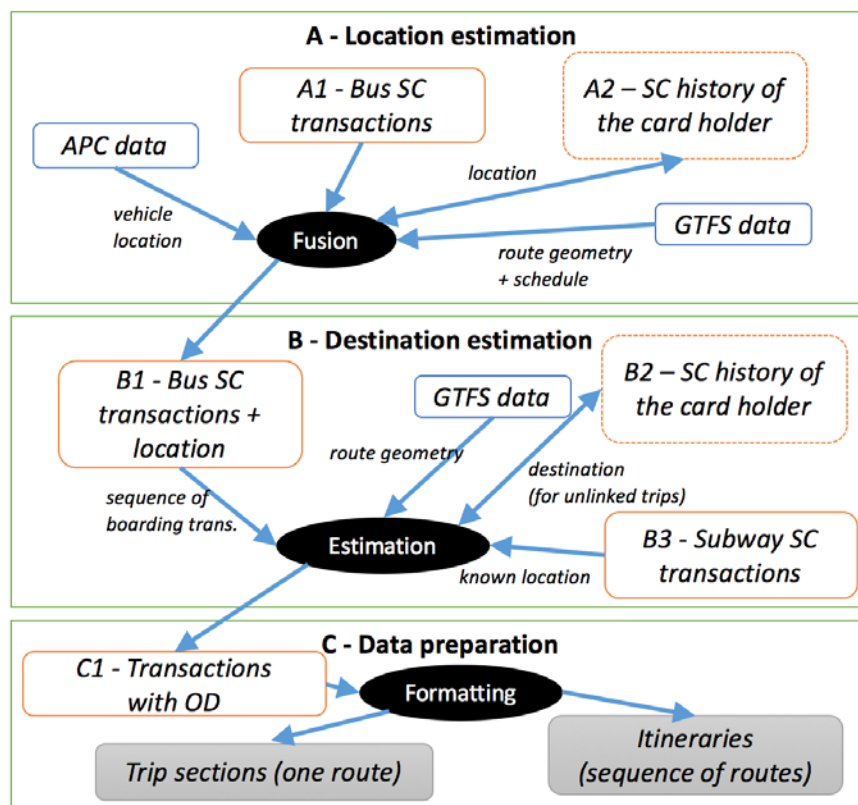 A - Location estimation
A1 - Bus SC
transactions
A2 – SC history of
the card holder
APC data
location
vehicle
location
Fusion
GTFS data
route geometry
+ schedule
B - Destination estimation
B1 - Bus SC
transactions +
location
GTFS data
B2 – SC history of
the card holder
route geometry
destination
(for unlinked trips)
sequence of
boarding trans.
Estimation
B3 - Subway SC
transactions
known location
C - Data preparation
C1 - Transactions
with OD
Formatting
Trip sections (one route)
Itineraries
(sequence of routes)